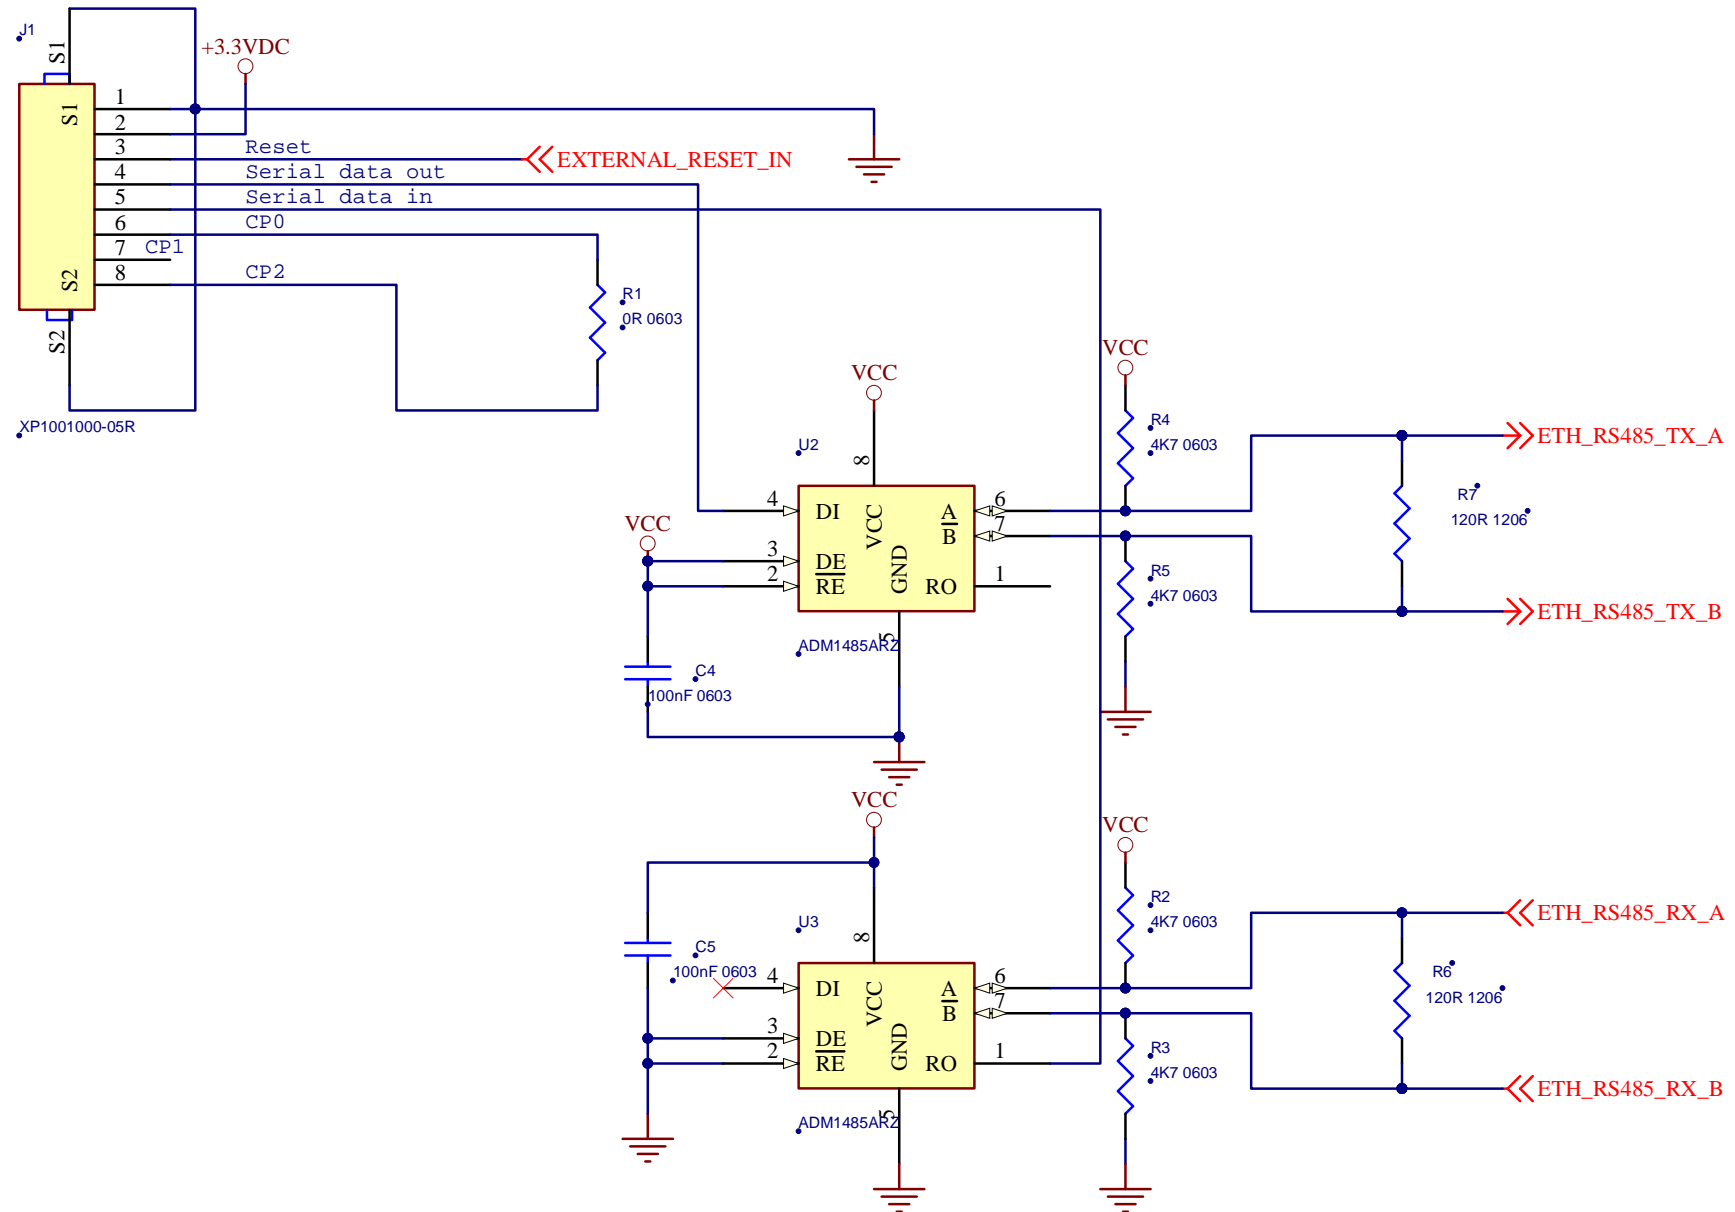 J1
S1
+3.3VDC
S1
1
2
3
Reset
EXTERNAL_RESET_IN
4
Serial data out
5
Serial data in
6
CP0
7
CP1
8
CP2
S2
S2
XP1001000-05R
R1
0R 0603
VCC
VCC
R4
4K7 0603
ETH_RS485_TX_A
U2
8
R7
120R 1206
4
DI
VCC
A
6
VCC
B
7
3
DE
2
RE
GND
RO
1
R5
4K7 0603
ETH_RS485_TX_B
5
ADM1485ARZ
C4
100nF 0603
VCC
VCC
R2
4K7 0603
ETH_RS485_RX_A
U3
8
C5
100nF 0603
R6
120R 1206
4
DI
VCC
A
6
B
7
3
DE
2
RE
GND
RO
1
R3
4K7 0603
ETH_RS485_RX_B
5
ADM1485ARZ